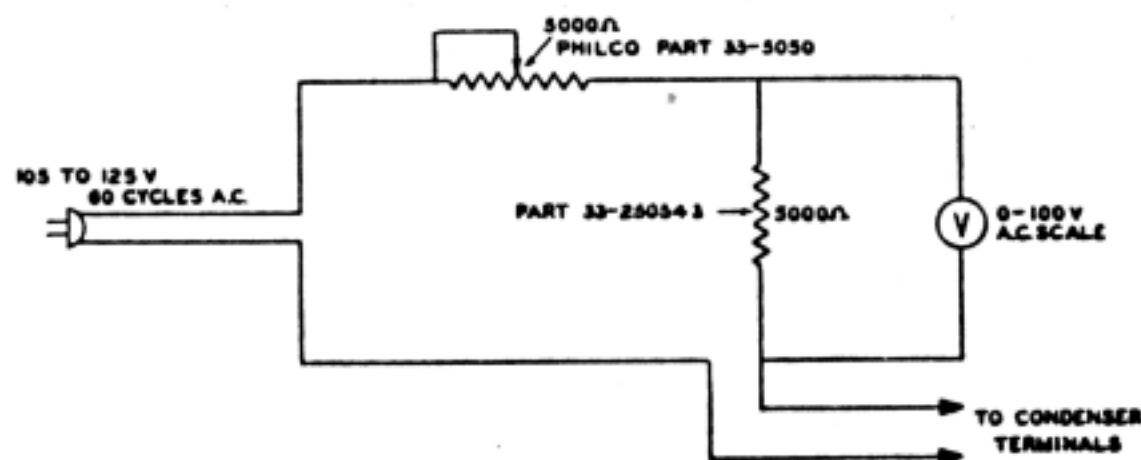 5000Ω
PHILCO PART 33-5050
105 TO 125 V
60 CYCLES A.C.
PART 33-250343
5000Ω
V
0-100 V
A.C. SCALE
TO CONDENSER
TERMINALS